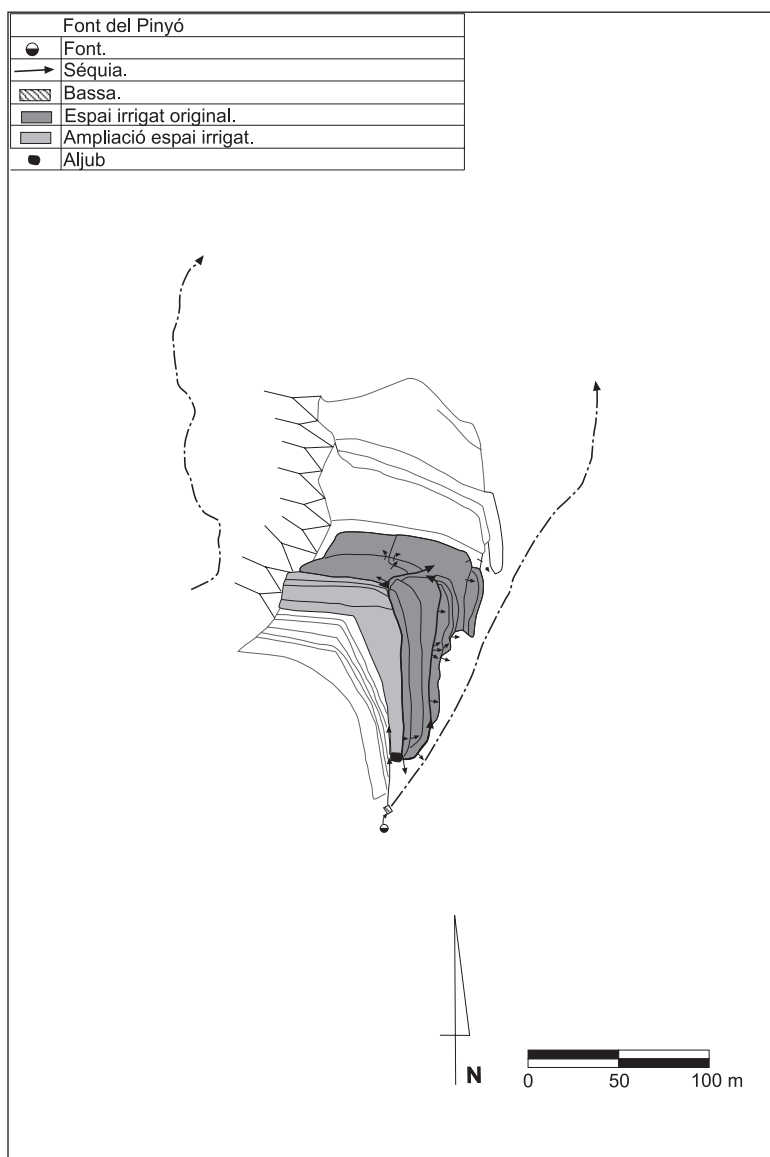 Font del Pinyó
Font.
Séquia.
Bassa.
Espai irrigat original.
Ampliació espai irrigat.
Aljub
N
0 50 100 m